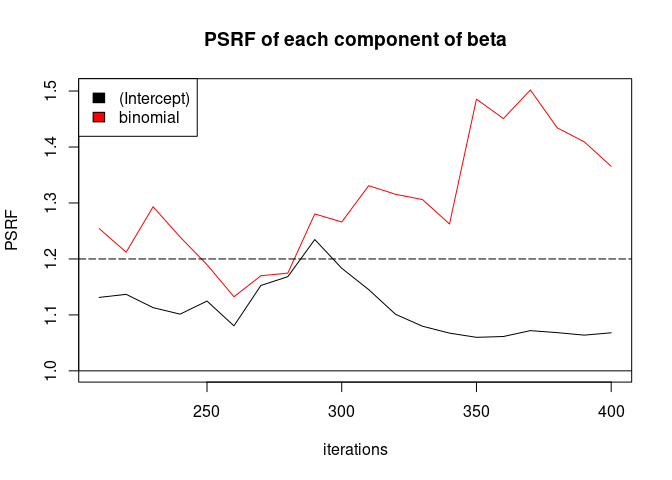 PSRF of each component of beta
(Intercept)
binomial
PSRF
1.5
1.4
1.3
1.2
1.1
1.0
250 300 350 400
iterations